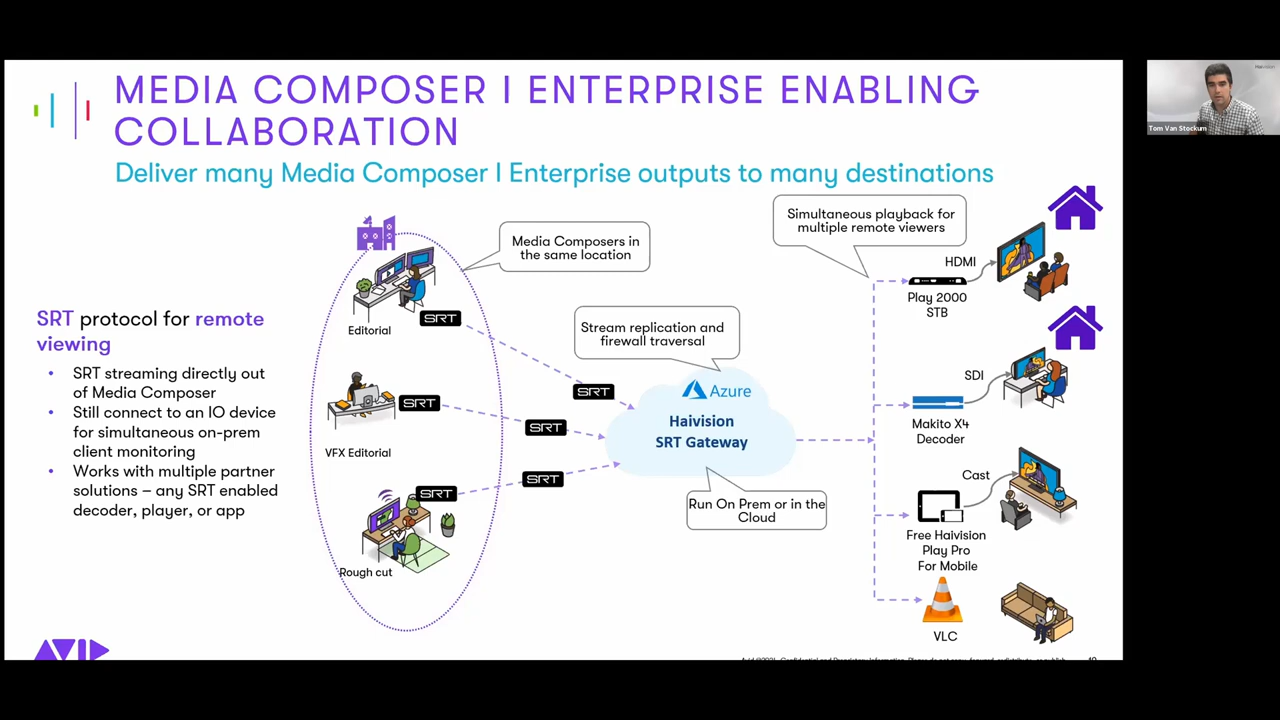 MEDIA COMPOSER | ENTERPRISE ENABLING
COLLABORATION
Deliver many Media Composer | Enterprise outputs to many destinations
SRT protocol for remote
viewing
• SRT streaming directly out
of Media Composer
• Still connect to an IO device
for simultaneous on-prem
client monitoring
• Works with multiple partner
solutions – any SRT enabled
decoder, player, or app
Media Composers in
the same location
Editorial
SRT
VFX Editorial
SRT
Rough cut
SRT
SRT
SRT
SRT
Stream replication and
firewall traversal
Azure
Haivision
SRT Gateway
Run On Prem or in the
Cloud
Simultaneous playback for
multiple remote viewers
HDMI
Play 2000
STB
SDI
Makito X4
Decoder
Cast
Free Haivision
Play Pro
For Mobile
VLC
AVID
Tom Van Stockum